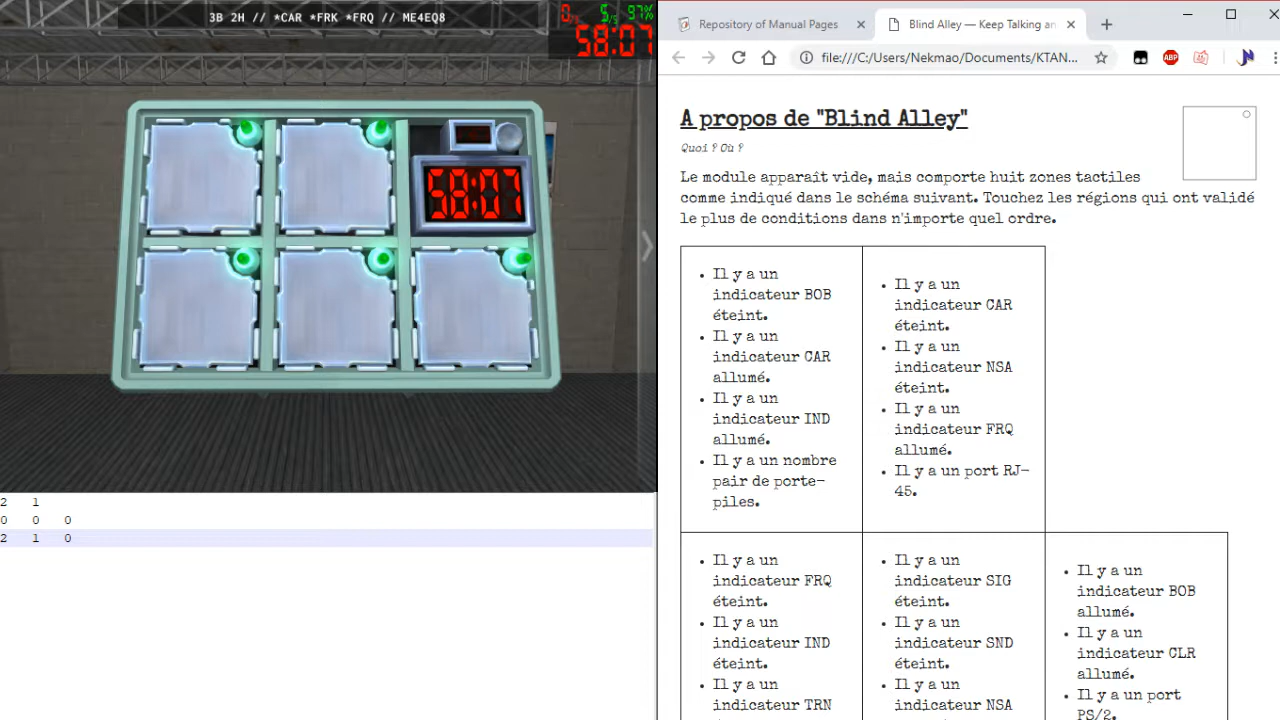 3B 2H // *CAR *FRK *FRQ // ME4EQ8
5/5 97%
58:07
58:07
2 1
0 0 0
2 1 0
Repository of Manual Pages
Blind Alley — Keep Talking an
file:///C:/Users/Nekmao/Documents/KTAN...
ABP
A propos de "Blind Alley"
Quoi ? Où ?
Le module apparait vide, mais comporte huit zones tactiles
comme indiqué dans le schéma suivant. Touchez les régions qui ont validé
le plus de conditions dans n'importe quel ordre.
Il y a un
indicateur BOB
éteint.
Il y a un
indicateur CAR
allumé.
Il y a un
indicateur IND
allumé.
Il y a un nombre
pair de porte-
piles.
Il y a un
indicateur CAR
éteint.
Il y a un
indicateur NSA
éteint.
Il y a un
indicateur FRQ
allumé.
Il y a un port RJ-
45.
Il y a un
indicateur FRQ
éteint.
Il y a un
indicateur IND
éteint.
Il y a un
indicateur TRN
Il y a un
indicateur SIG
éteint.
Il y a un
indicateur SND
éteint.
Il y a un
indicateur NSA
Il y a un
indicateur BOB
allumé.
Il y a un
indicateur CLR
allumé.
Il y a un port
PS/2.